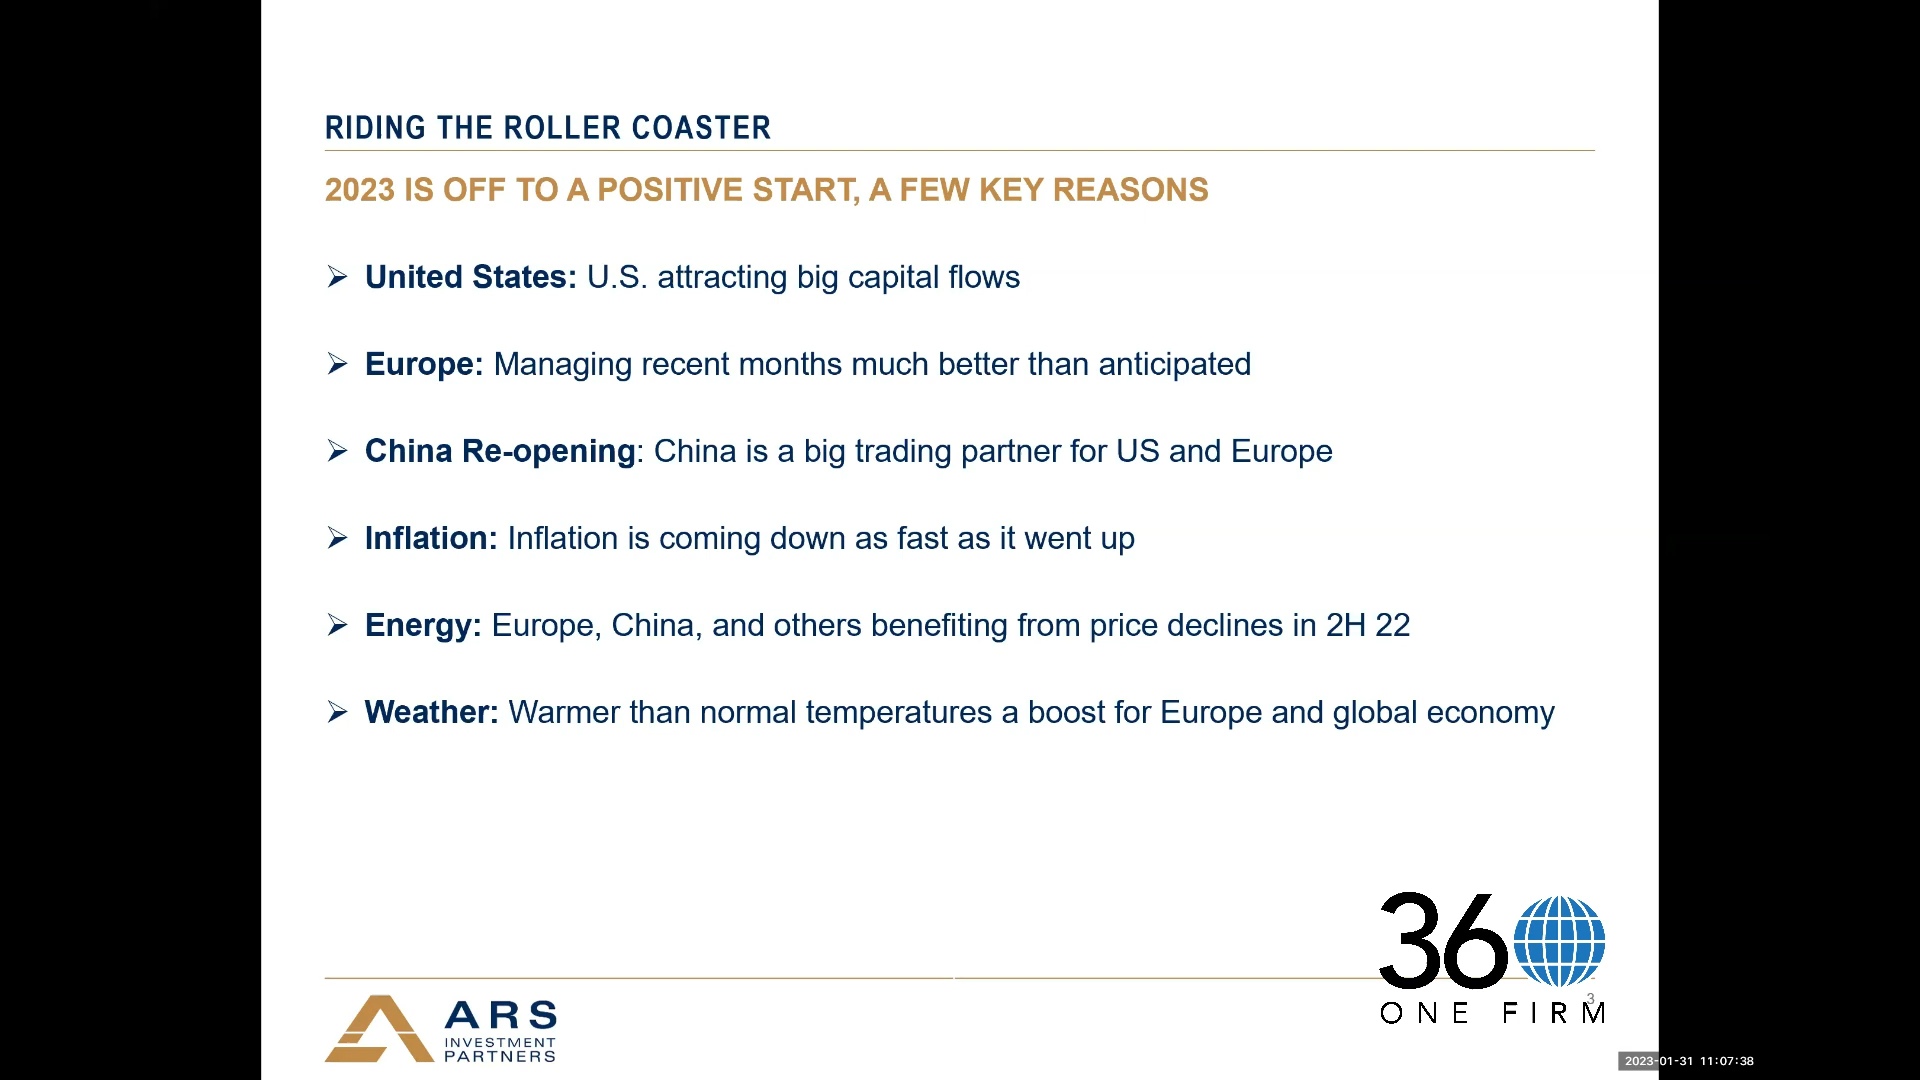 RIDING THE ROLLER COASTER
2023 IS OFF TO A POSITIVE START, A FEW KEY REASONS
➢ United States: U.S. attracting big capital flows
➢ Europe: Managing recent months much better than anticipated
➢ China Re-opening: China is a big trading partner for US and Europe
➢ Inflation: Inflation is coming down as fast as it went up
➢ Energy: Europe, China, and others benefiting from price declines in 2H 22
➢ Weather: Warmer than normal temperatures a boost for Europe and global economy
360
3
ONE FIRM
ARS
INVESTMENT
PARTNERS
2023-01-31 11:07:38